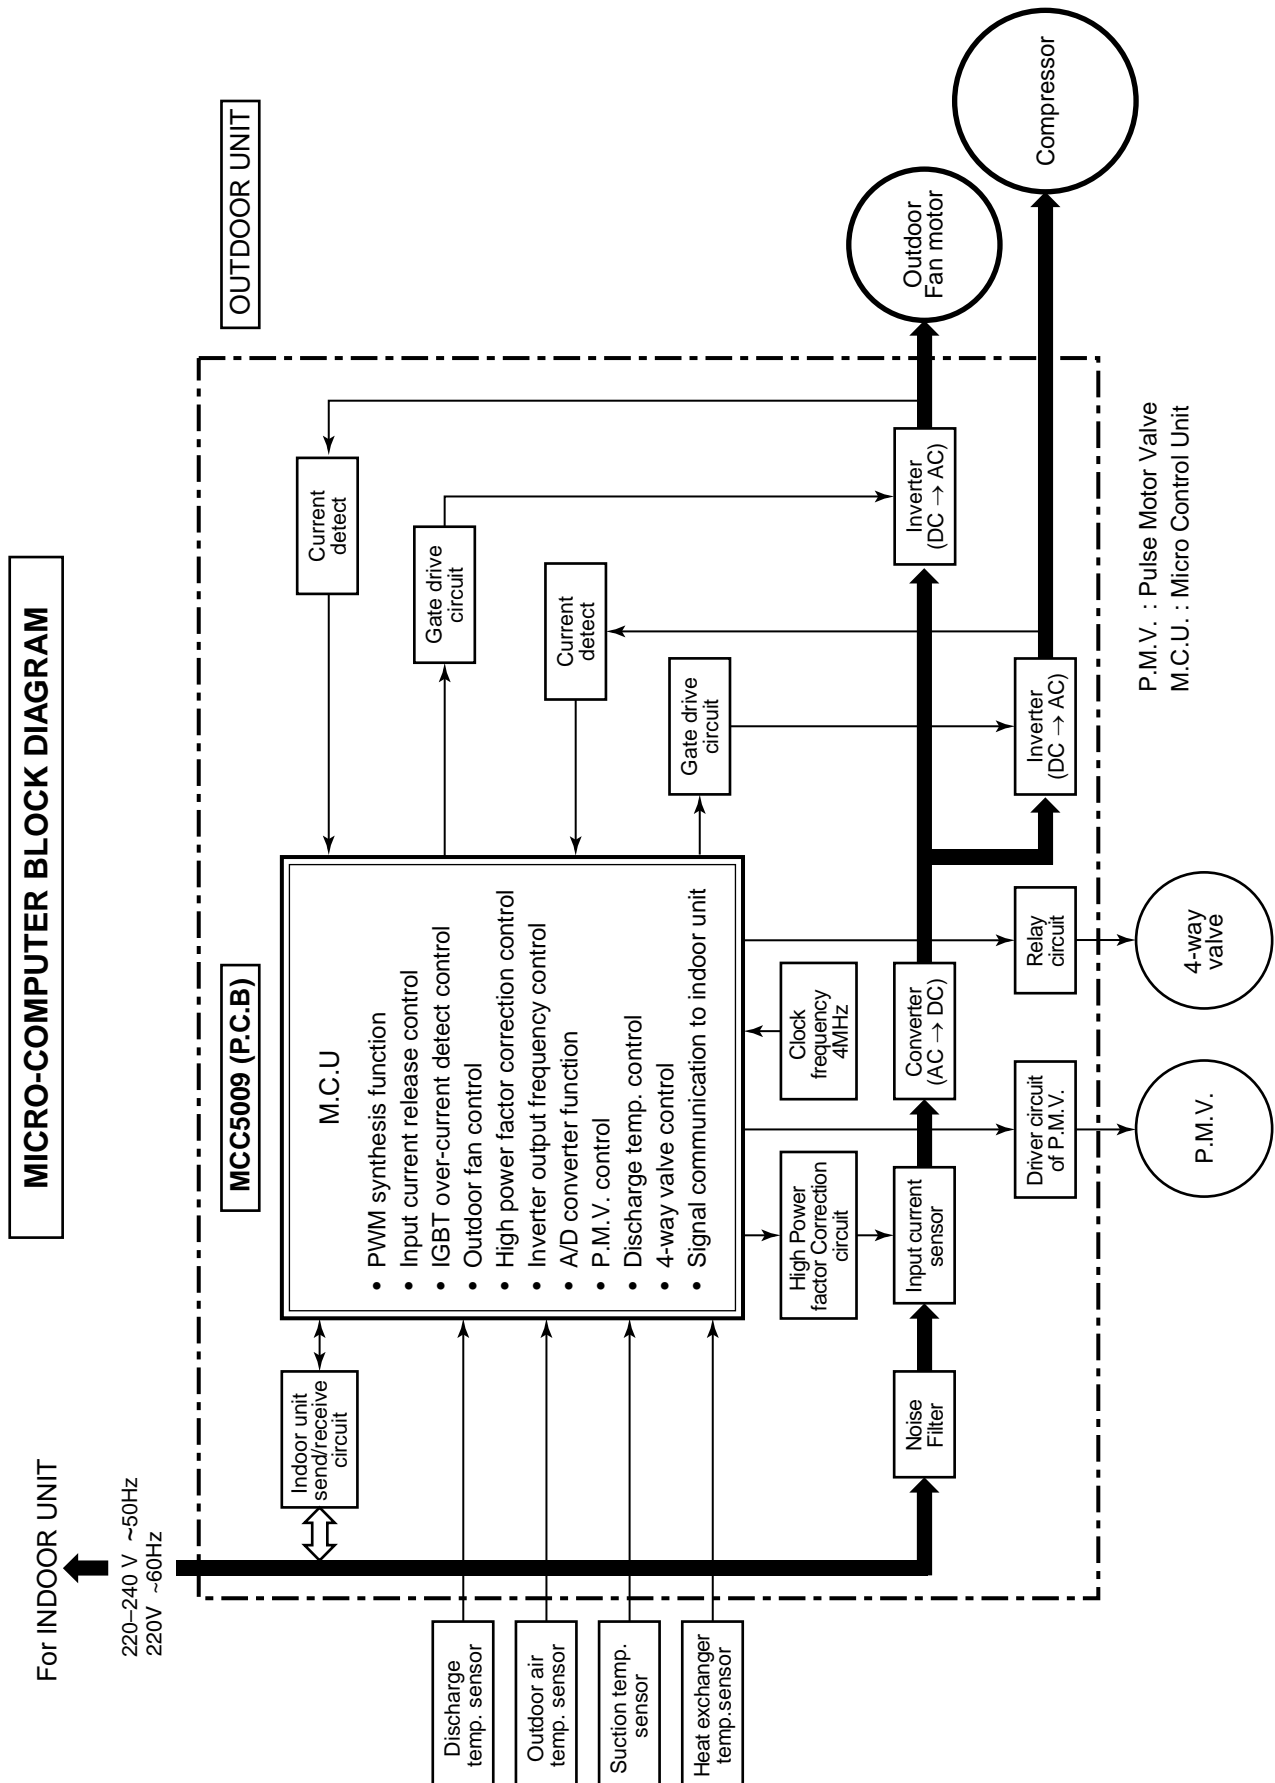 MICRO-COMPUTER BLOCK DIAGRAM
For INDOOR UNIT
220–240 V ~50Hz
220V ~60Hz
MCC5009 (P.C.B)
OUTDOOR UNIT
Indoor unit
send/receive
circuit
M.C.U
• PWM synthesis function
• Input current release control
• IGBT over-current detect control
• Outdoor fan control
• High power factor correction control
• Inverter output frequency control
• A/D converter function
• P.M.V. control
• Discharge temp. control
• 4-way valve control
• Signal communication to indoor unit
Current
detect
Gate drive
circuit
Current
detect
Gate drive
circuit
Discharge
temp. sensor
Outdoor air
temp. sensor
Suction temp.
sensor
Heat exchanger
temp.sensor
High Power
factor Correction
circuit
Clock
frequency
4MHz
Noise
Filter
Input current
sensor
Converter
(AC → DC)
Inverter
(DC → AC)
Outdoor
Fan motor
Driver circuit
of P.M.V.
Relay
circuit
Inverter
(DC → AC)
Compressor
P.M.V.
4-way
valve
P.M.V. : Pulse Motor Valve
M.C.U. : Micro Control Unit